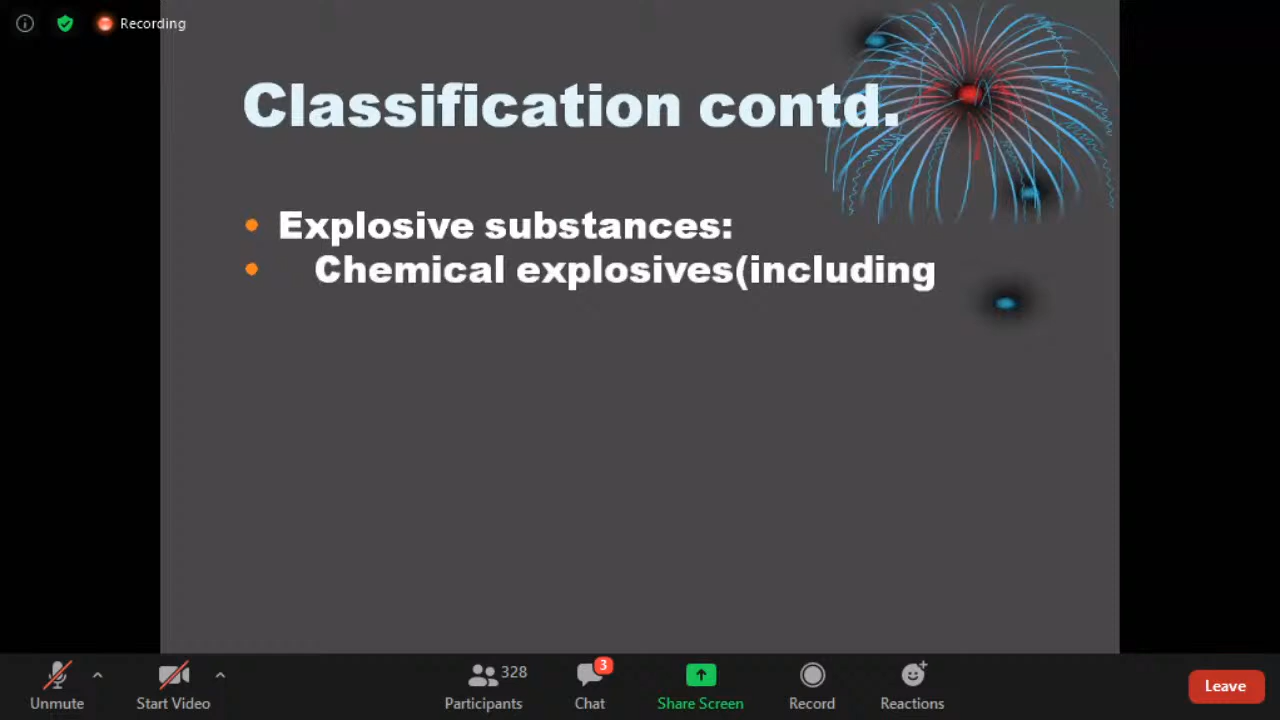 Recording
Classification contd.
Explosive substances:
Chemical explosives(including
Unmute
Start Video
328
Participants
3
Chat
Share Screen
Record
Reactions
Leave